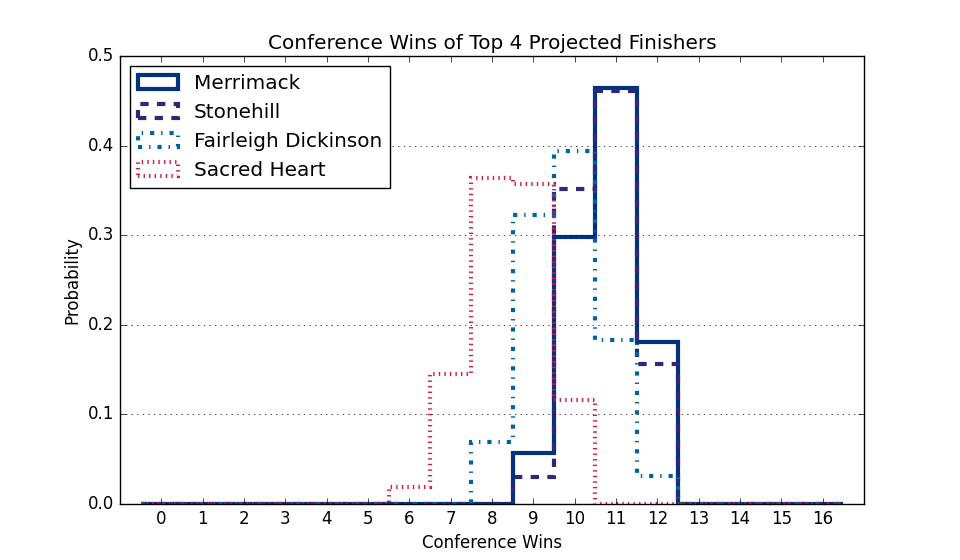 Conference Wins of Top 4 Projected Finishers
0.5
0.4
0.3
0.2
0.1
0.0
Probability
Merrimack
Stonehill
Fairleigh Dickinson
Sacred Heart
0 1 2 3 4 5 6 7 8 9 10 11 12 13 14 15 16
Conference Wins